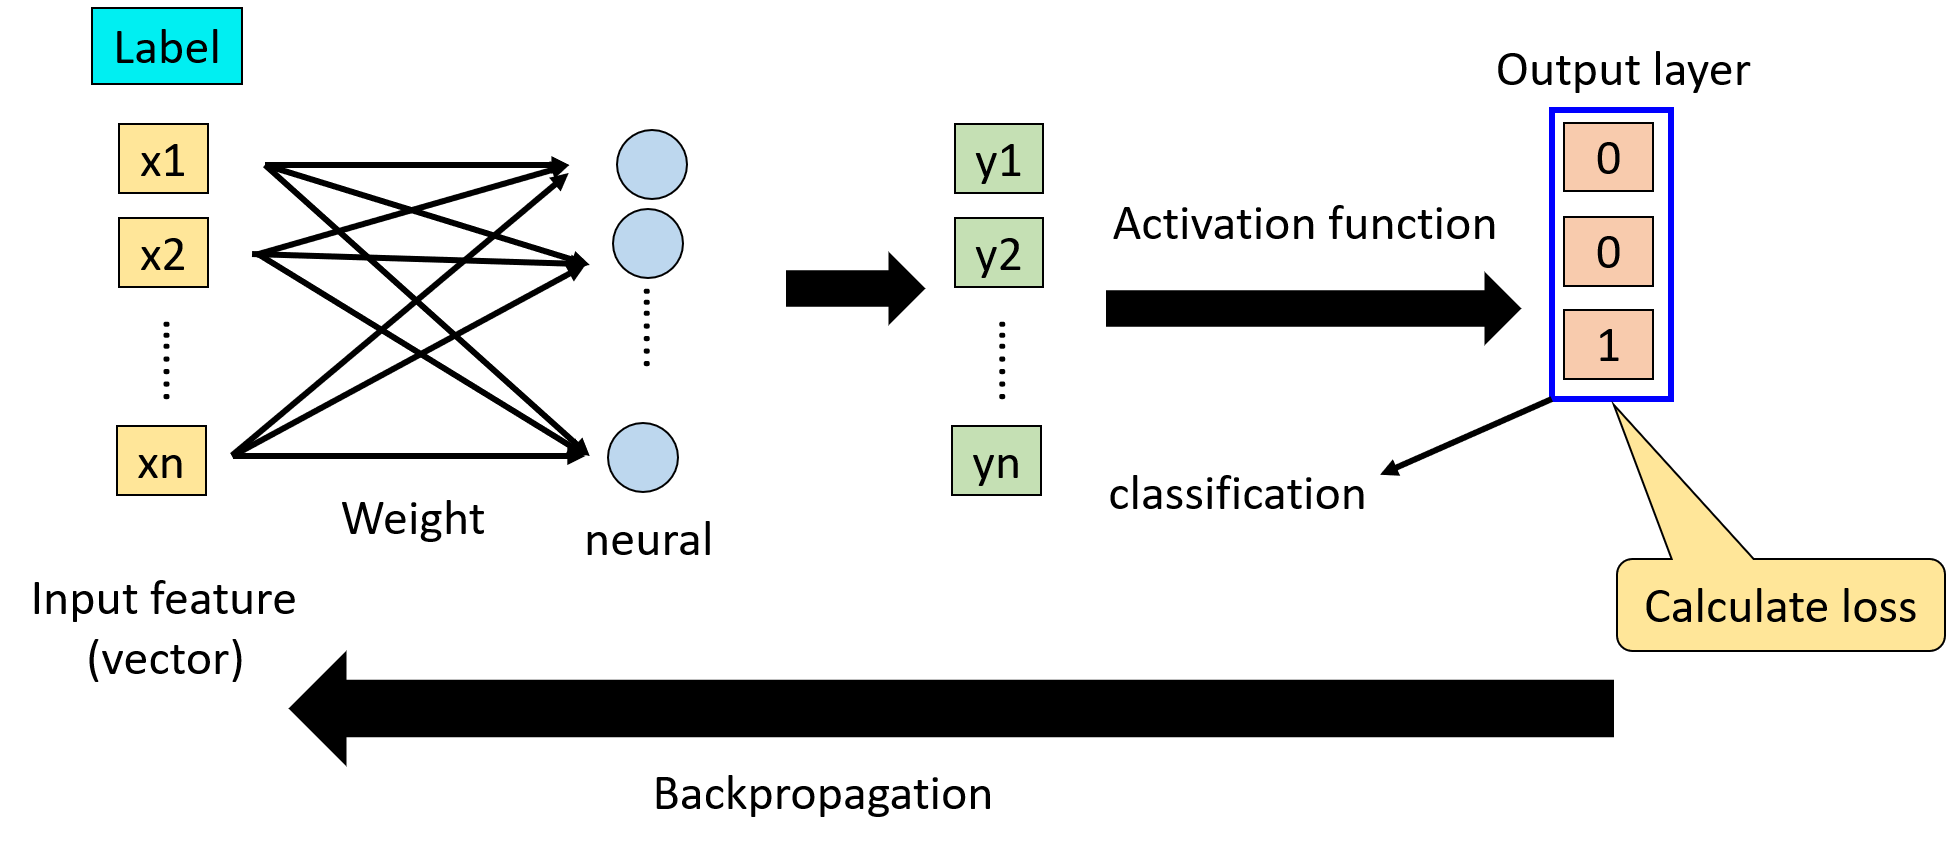 Label
Output layer
x1
x2
xn
Weight
neural
Input feature
(vector)
y1
y2
yn
Activation function
0
0
1
classification
Calculate loss
Backpropagation